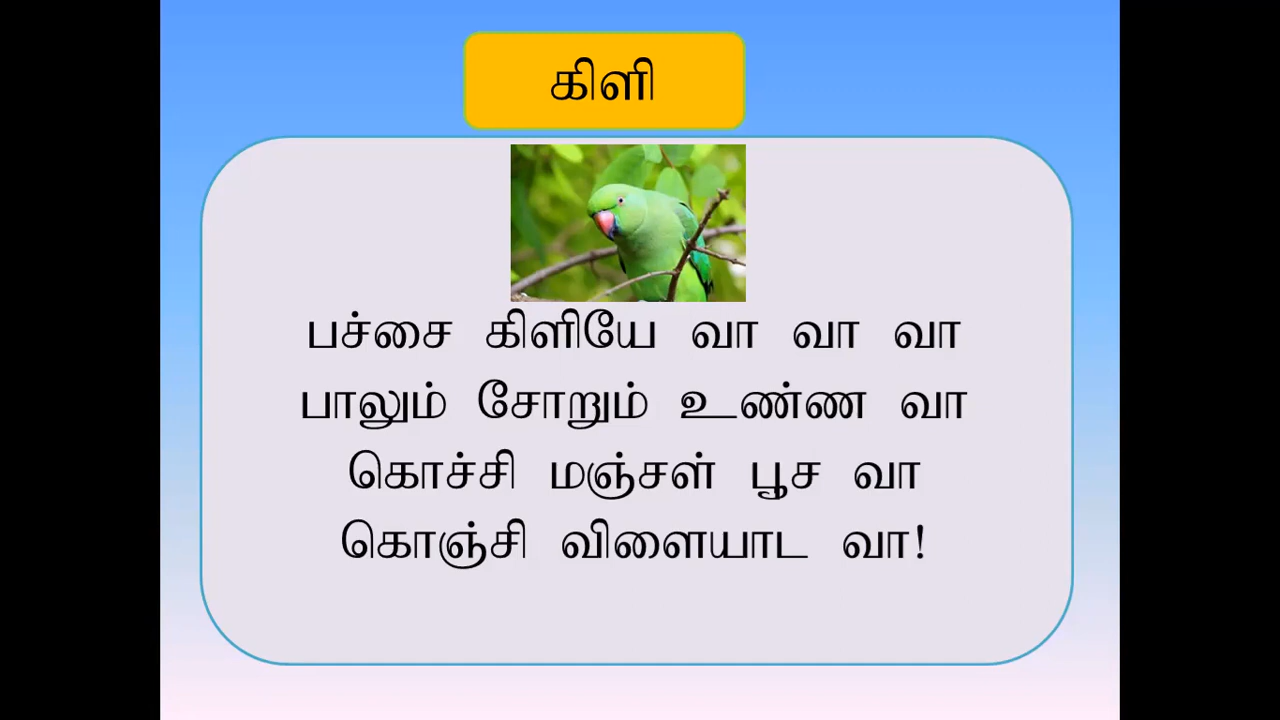 கிளி
பச்சை கிளியே வா வா வா
பாலும் சோறும் உண்ண வா
கொச்சி மஞ்சள் பூச வா
கொஞ்சி விளையாட வா!